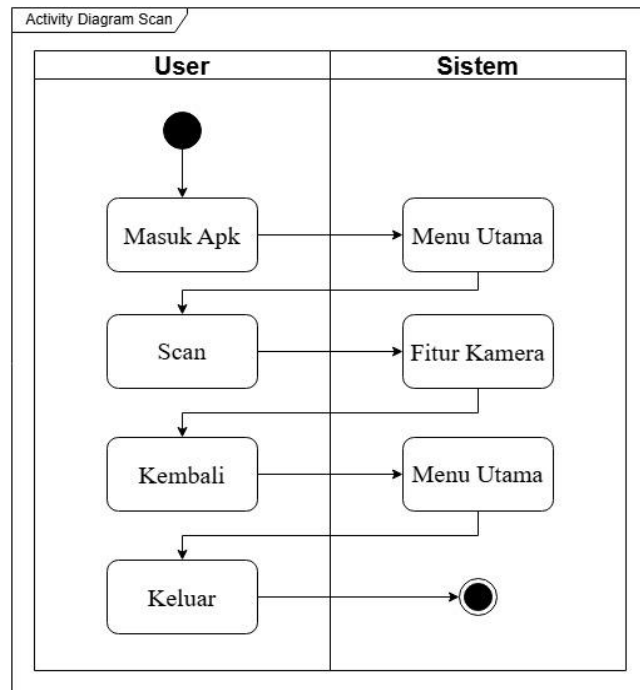 Activity Diagram Scan
User
Sistem
Masuk Apk
Menu Utama
Scan
Fitur Kamera
Kembali
Menu Utama
Keluar